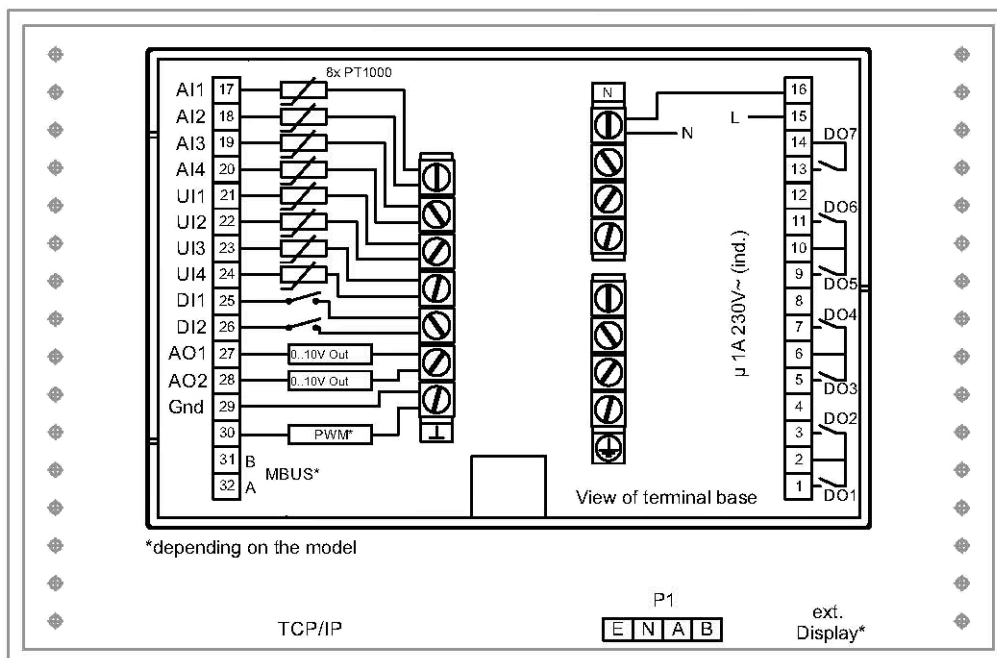 8x PT1000
AI1 17
AI2 18
AI3 19
AI4 20
UI1 21
UI2 22
UI3 23
UI4 24
DI1 25
DI2 26
AO1 27 0..10V Out
AO2 28 0..10V Out
Gnd 29
30 PWM*
31 B
MBUS*
32 A
N
N
L
16
15
14 DO7
13
12
11 DO6
10
9 DO5
8
7 DO4
6
5 DO3
4
3 DO2
2
1 DO1
µ 1A 230V~ (ind.)
View of terminal base
*depending on the model
TCP/IP
P1
E N A B
ext.
Display*